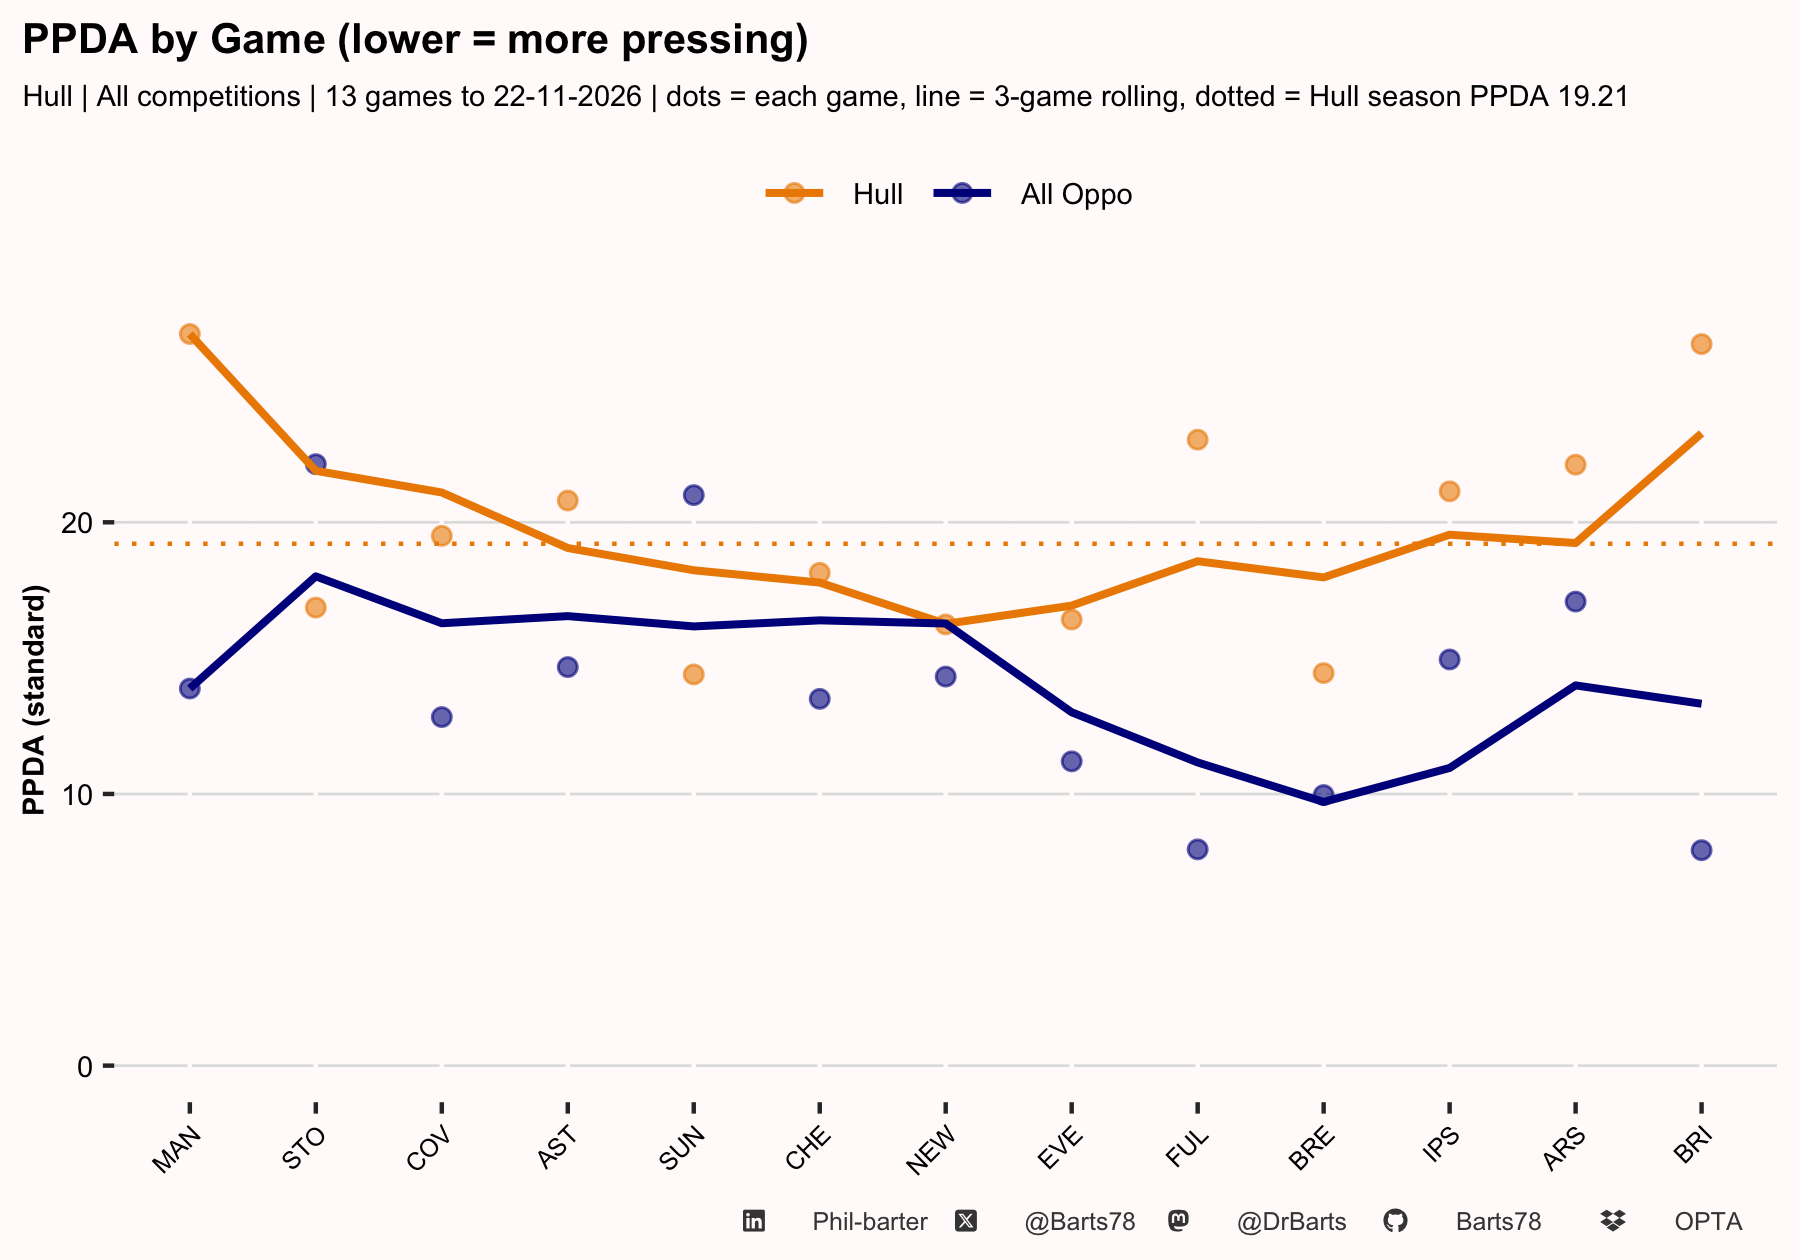 PPDA by Game (lower = more pressing)
Hull | All competitions | 13 games to 22-11-2026 | dots = each game, line = 3-game rolling, dotted = Hull season PPDA 19.21
Hull All Oppo
PPDA (standard)
20
10
0
MAN STO COV AST SUN CHE NEW EVE FUL BRE IPS ARS BRI
Phil-barter @Barts78 @DrBarts Barts78 OPTA